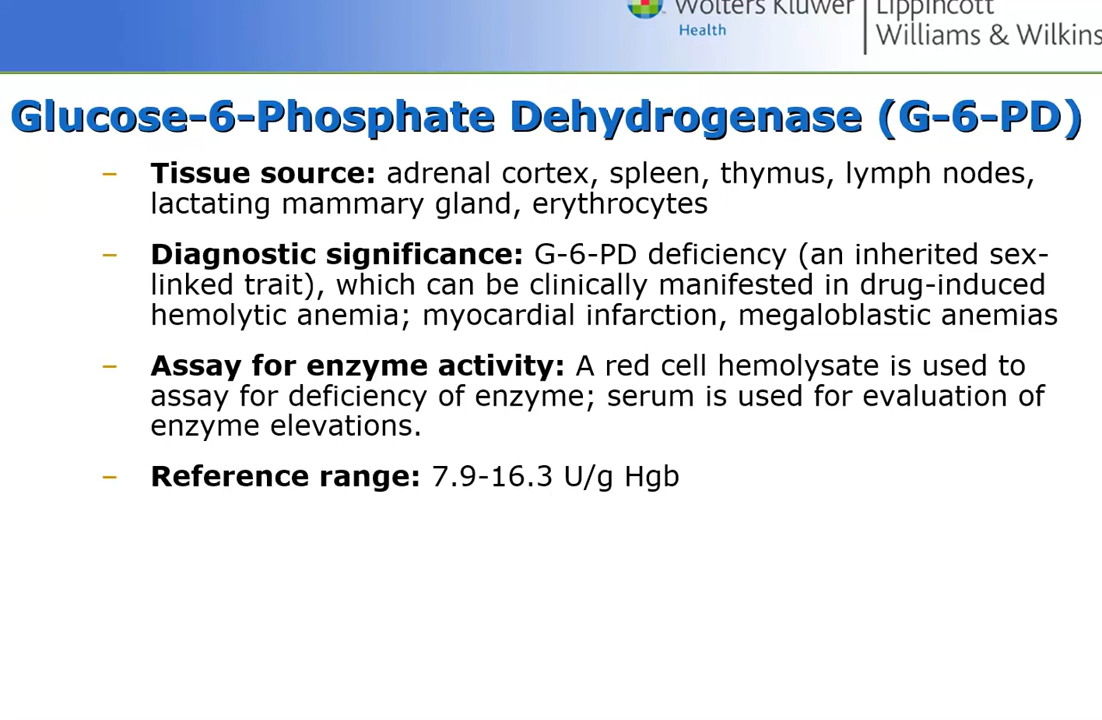 Wolters Kluwer
Health
Lippincott
Williams & Wilkins
Glucose-6-Phosphate Dehydrogenase (G-6-PD)
– Tissue source: adrenal cortex, spleen, thymus, lymph nodes,
lactating mammary gland, erythrocytes
– Diagnostic significance: G-6-PD deficiency (an inherited sex-
linked trait), which can be clinically manifested in drug-induced
hemolytic anemia; myocardial infarction, megaloblastic anemias
– Assay for enzyme activity: A red cell hemolysate is used to
assay for deficiency of enzyme; serum is used for evaluation of
enzyme elevations.
– Reference range: 7.9-16.3 U/g Hgb